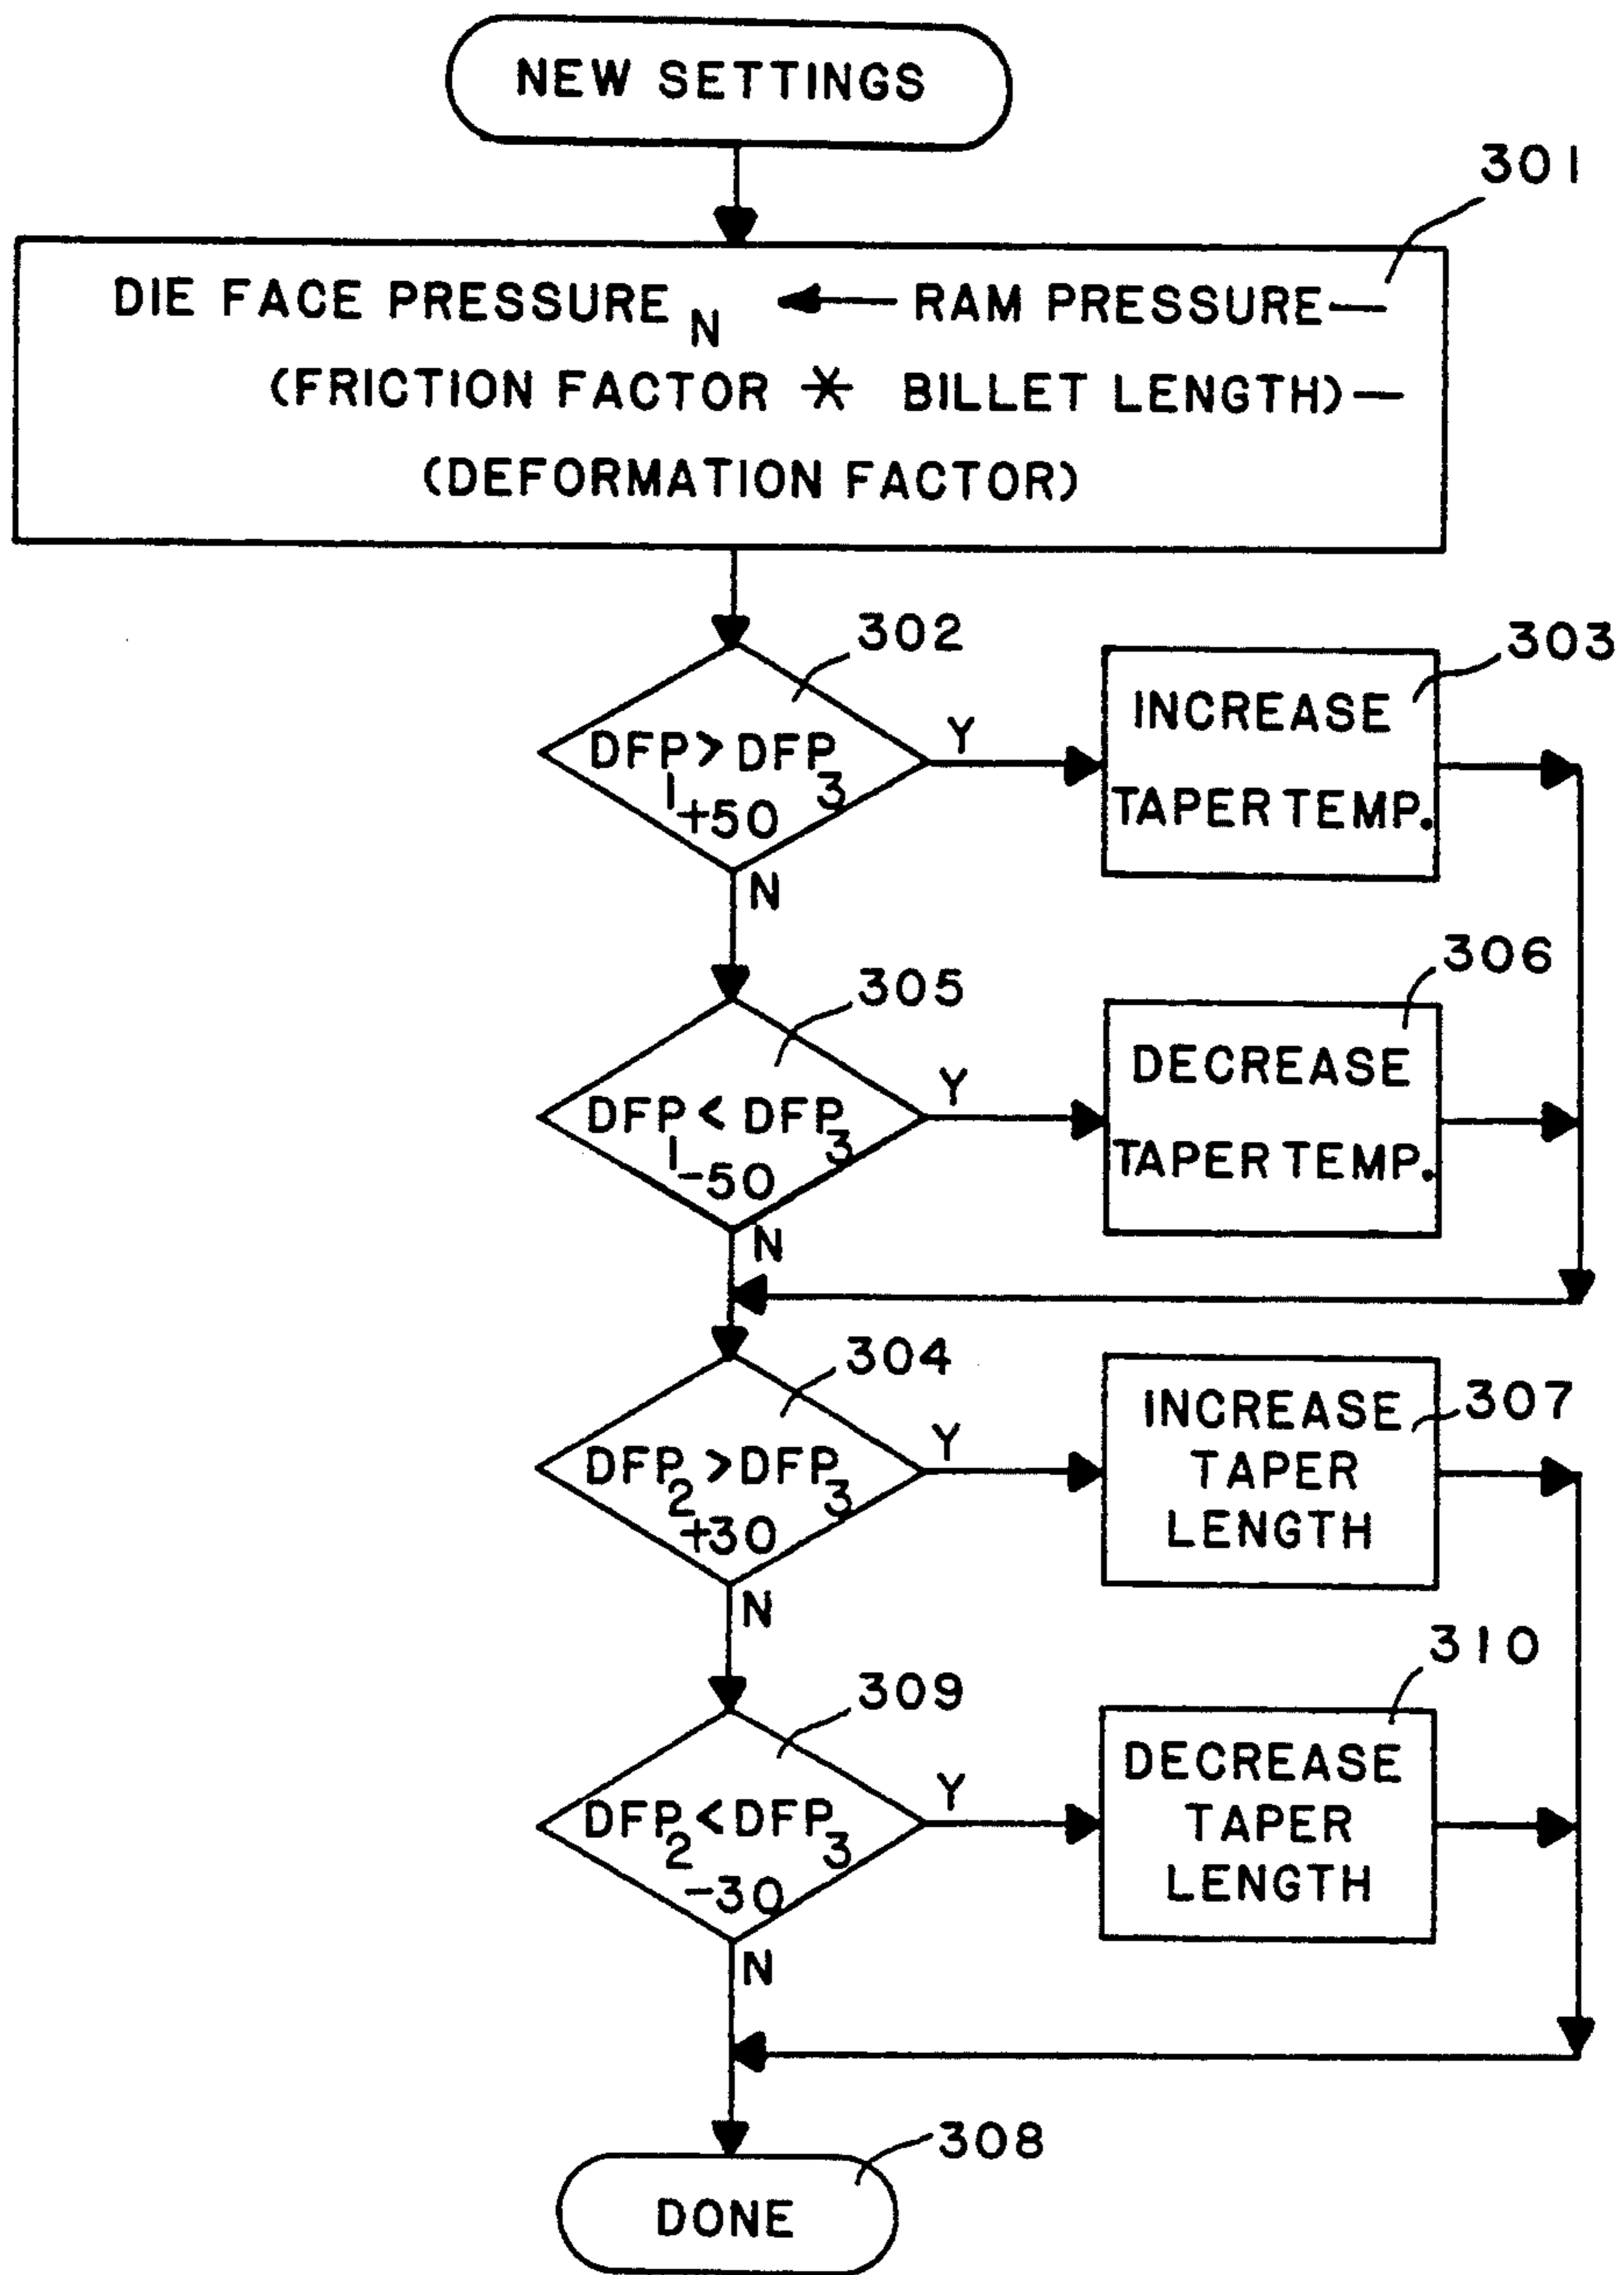 NEW SETTINGS
301
DIE FACE PRESSURE N ← RAM PRESSURE—
(FRICTION FACTOR * BILLET LENGTH)—
(DEFORMATION FACTOR)
302
303
DFP1 > DFP3
+50
Y
INCREASE
TAPER TEMP.
N
305
306
DFP1 < DFP3
-50
Y
DECREASE
TAPER TEMP.
N
304
307
DFP2 > DFP3
+30
Y
INCREASE
TAPER
LENGTH
N
309
310
DFP2 < DFP3
-30
Y
DECREASE
TAPER
LENGTH
N
308
DONE